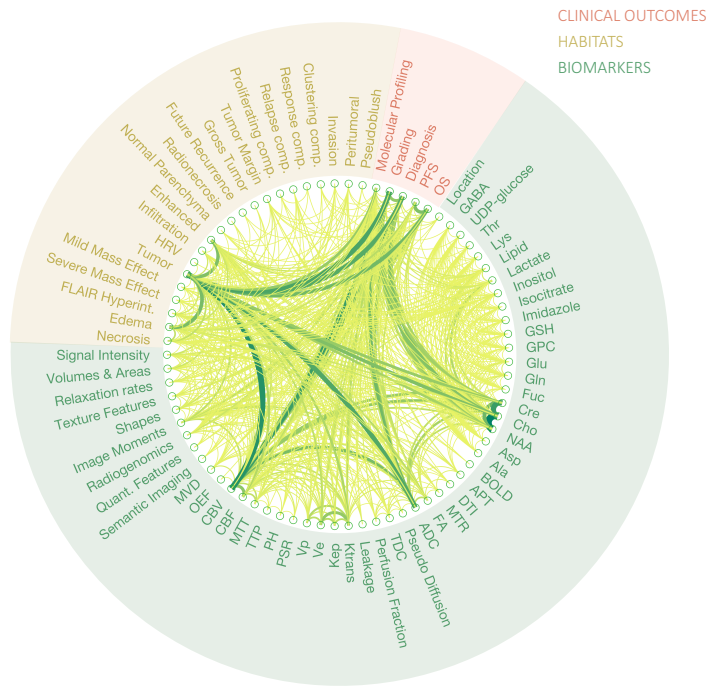 CLINICAL OUTCOMES
HABITATS
BIOMARKERS
Molecular Profiling
Grading
Diagnosis
PFS
OS
Location
GABA
UDP-glucose
Thr
Lys
Lipid
Lactate
Inositol
Isocitrate
Imidazole
GSH
GPC
Glu
Gln
Fuc
Cre
Cho
NAA
Asp
Ala
BOLD
APT
DTI
MTR
FA
ADC
Pseudo Diffusion
TDC
Perfusion Fraction
Leakage
Ktrans
Kep
Ve
Vp
PSR
PH
TTP
MTT
CBF
CBV
OEF
MVD
Semantic Imaging
Quant. Features
Radiogenomics
Image Moments
Shapes
Texture Features
Relaxation rates
Volumes & Areas
Signal Intensity
Necrosis
Edema
FLAIR Hyperint.
Severe Mass Effect
Mild Mass Effect
Tumor
HRV
Infiltration
Enhanced
Normal Parenchyma
Radionecrosis
Future Recurrence
Gross Tumor
Tumor Margin
Proliferating comp.
Relapse comp.
Response comp.
Clustering comp.
Invasion
Peritumoral
Pseudoblush